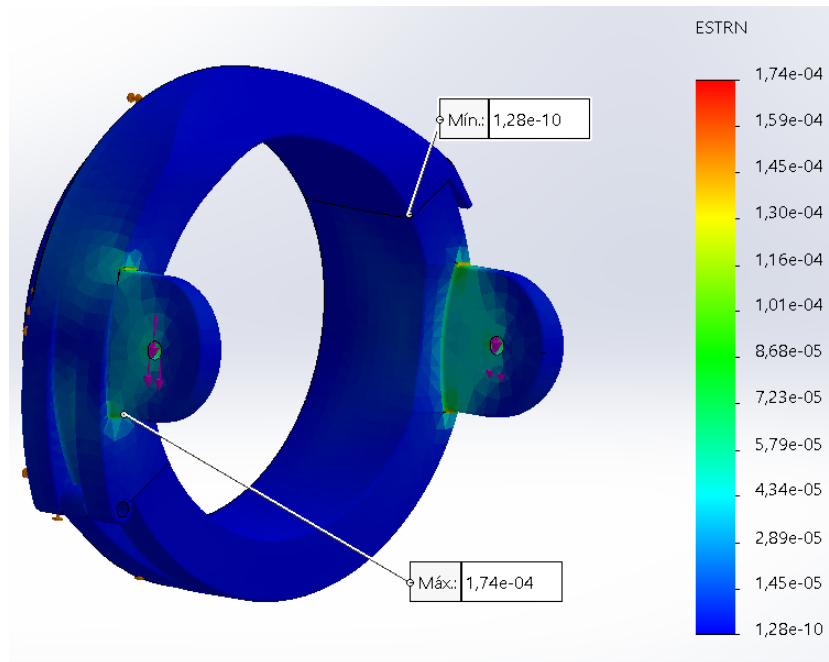 ESTRN
1,74e-04
1,59e-04
1,45e-04
1,30e-04
1,16e-04
1,01e-04
8,68e-05
7,23e-05
5,79e-05
4,34e-05
2,89e-05
1,45e-05
1,28e-10
Mín.: 1,28e-10
Máx.: 1,74e-04